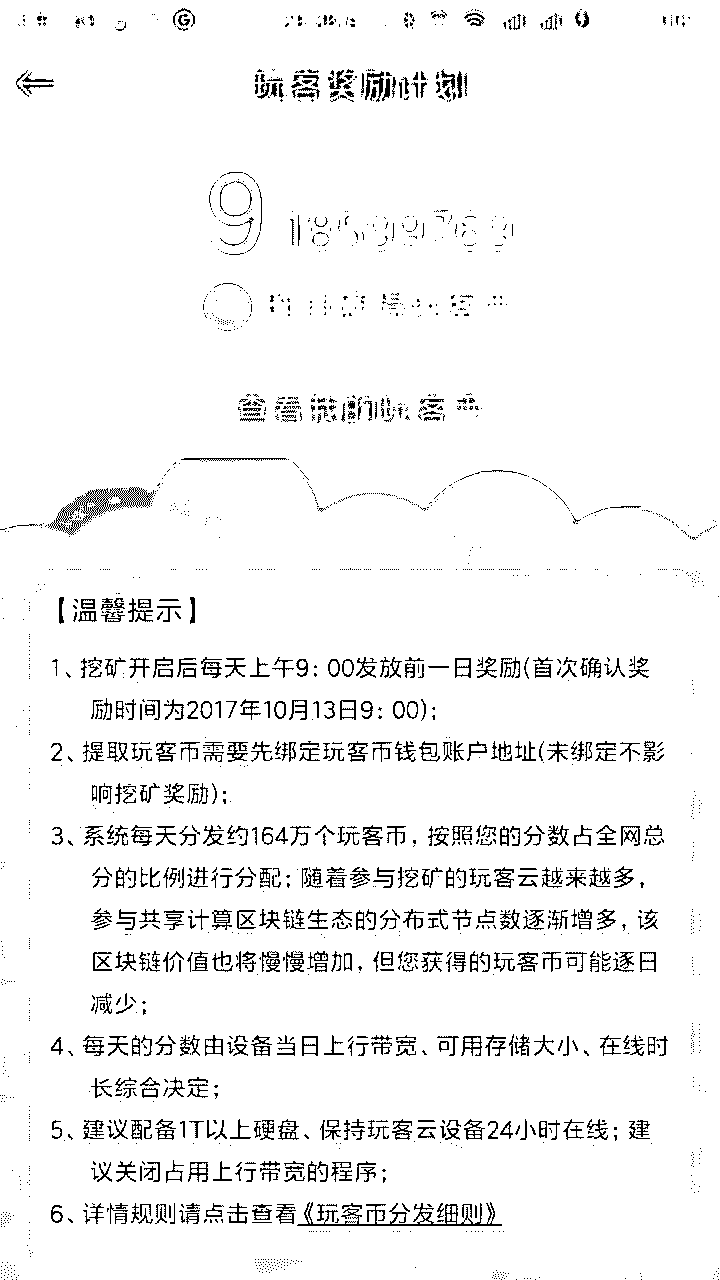 玩客奖励计划
查看我的玩客币
【温馨提示】
1、挖矿开启后每天上午9：00发放前一日奖励(首次确认奖
励时间为2017年10月13日9：00)；
2、提取玩客币需要先绑定玩客币钱包账户地址(未绑定不影
响挖矿奖励)；
3、系统每天分发约164万个玩客币，按照您的分数占全网总
分的比例进行分配；随着参与挖矿的玩客云越来越多，
参与共享计算区块链生态的分布式节点数逐渐增多，该
区块链价值也将慢慢增加，但您获得的玩客币可能逐日
减少；
4、每天的分数由设备当日上行带宽、可用存储大小、在线时
长综合决定；
5、建议配备1T以上硬盘、保持玩客云设备24小时在线；建
议关闭占用上行带宽的程序；
6、详情规则请点击查看《玩客币分发细则》